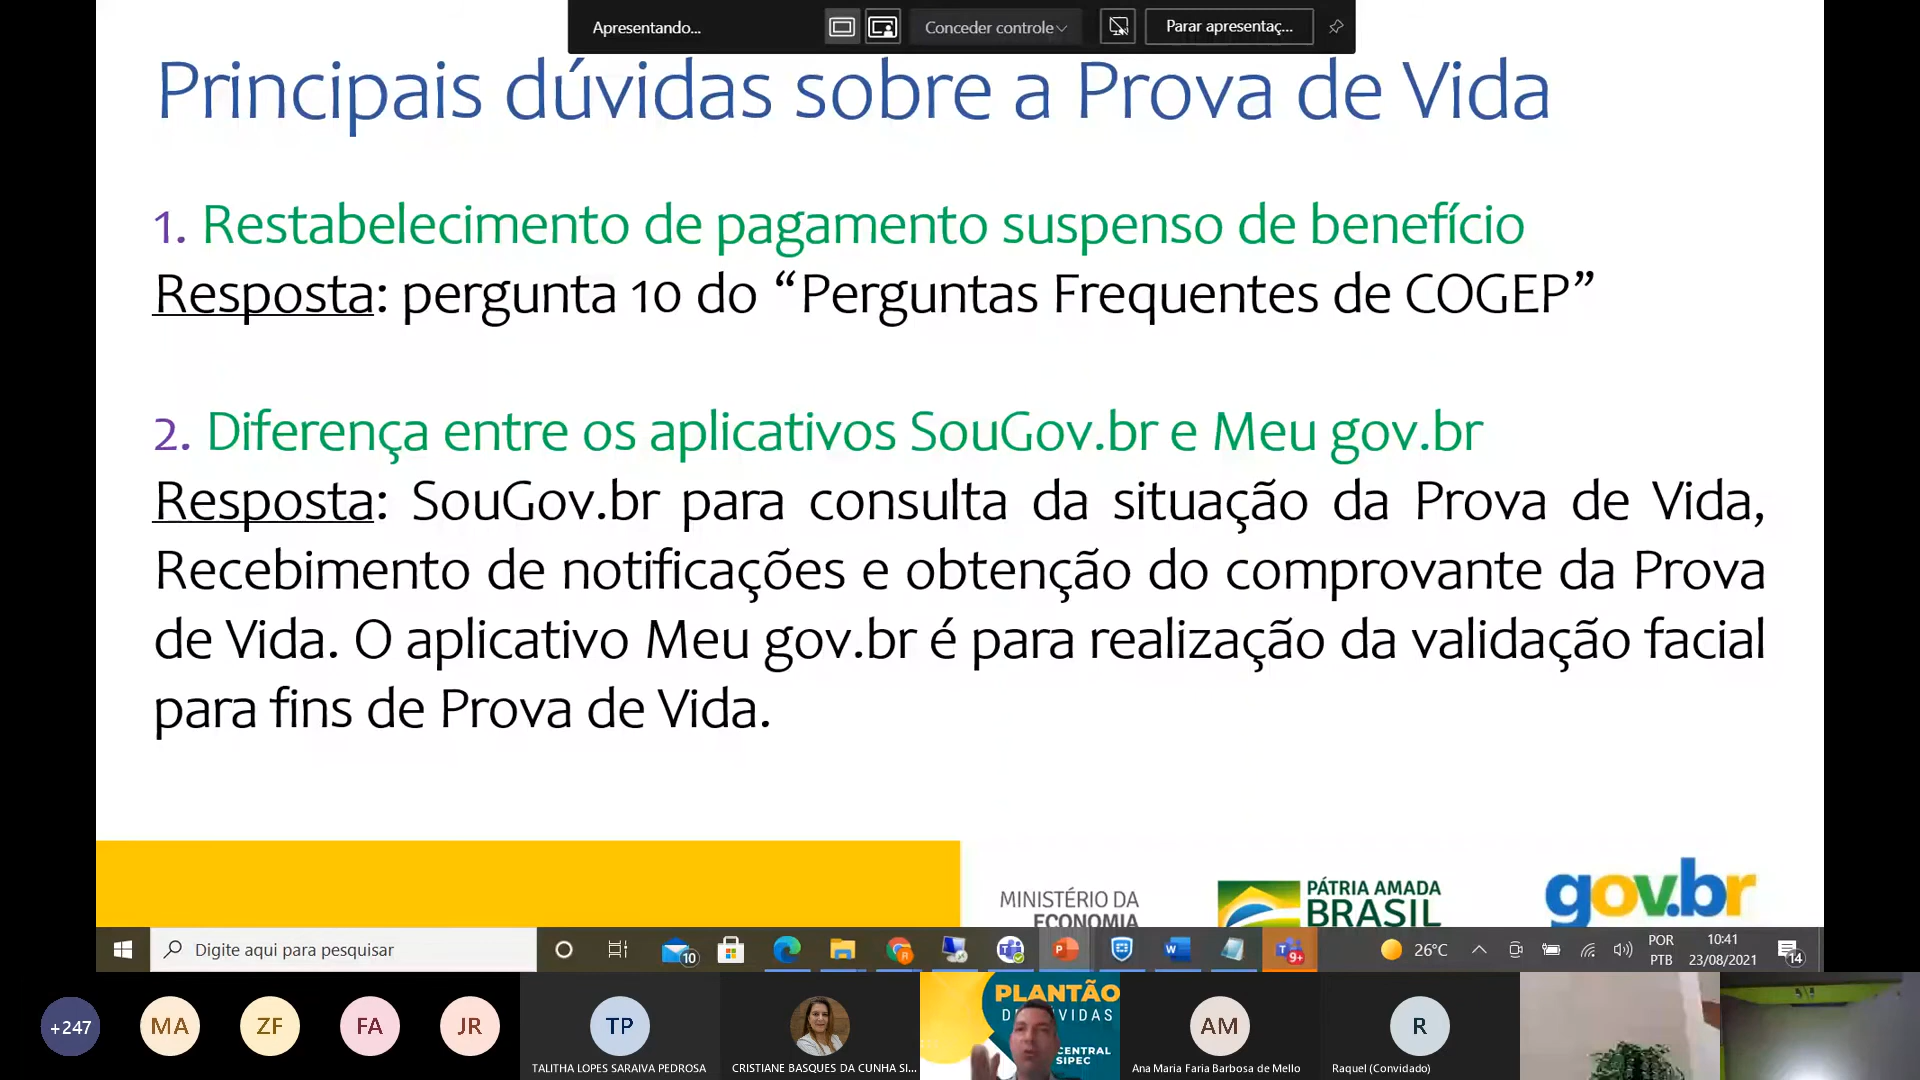 Apresentando...
Conceder controle
Parar apresentaç...
Principais dúvidas sobre a Prova de Vida
1. Restabelecimento de pagamento suspenso de benefício
Resposta: pergunta 10 do “Perguntas Frequentes de COGEP”
2. Diferença entre os aplicativos SouGov.br e Meu gov.br
Resposta: SouGov.br para consulta da situação da Prova de Vida,
Recebimento de notificações e obtenção do comprovante da Prova
de Vida. O aplicativo Meu gov.br é para realização da validação facial
para fins de Prova de Vida.
MINISTÉRIO DA
ECONOMIA
PÁTRIA AMADA
BRASIL
gov.br
Digite aqui para pesquisar
10
9+
26°C
POR
PTB
10:41
23/08/2021
14
+247
MA
ZF
FA
JR
TP
TALITHA LOPES SARAIVA PEDROSA
CRISTIANE BASQUES DA CUNHA SI...
PLANTÃO
CENTRAL
SIPEC
AM
Ana Maria Faria Barbosa de Mello
R
Raquel (Convidado)